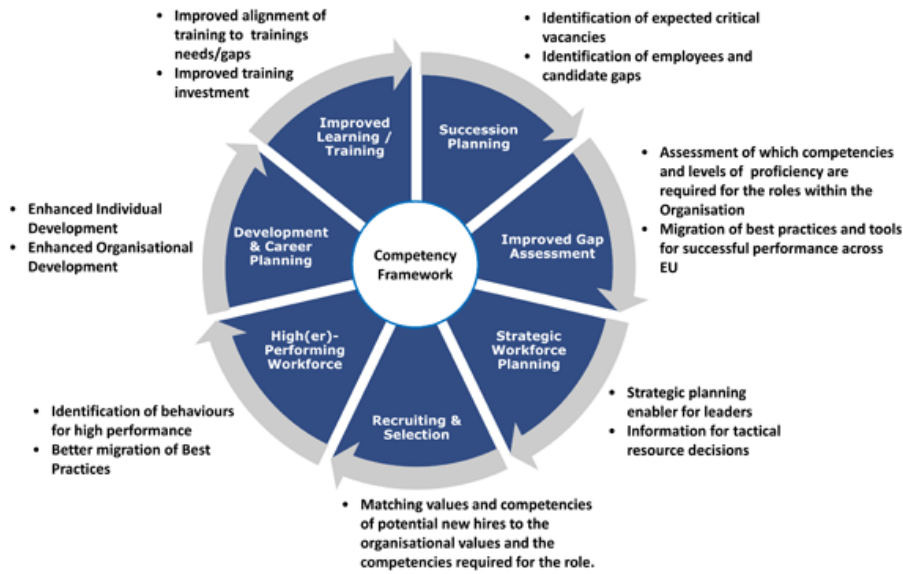 • Improved alignment of
training to trainings
needs/gaps
• Improved training
investment
• Identification of expected critical
vacancies
• Identification of employees and
candidate gaps
Improved
Learning /
Training
Succession
Planning
• Assessment of which competencies
and levels of proficiency are
required for the roles within the
Organisation
• Migration of best practices and tools
for successful performance across
EU
• Enhanced Individual
Development
• Enhanced Organisational
Development
Development
& Career
Planning
Competency
Framework
Improved Gap
Assessment
High(er)-
Performing
Workforce
Strategic
Workforce
Planning
Recruiting &
Selection
• Identification of behaviours
for high performance
• Better migration of Best
Practices
• Strategic planning
enabler for leaders
• Information for tactical
resource decisions
• Matching values and competencies
of potential new hires to the
organisational values and the
competencies required for the role.